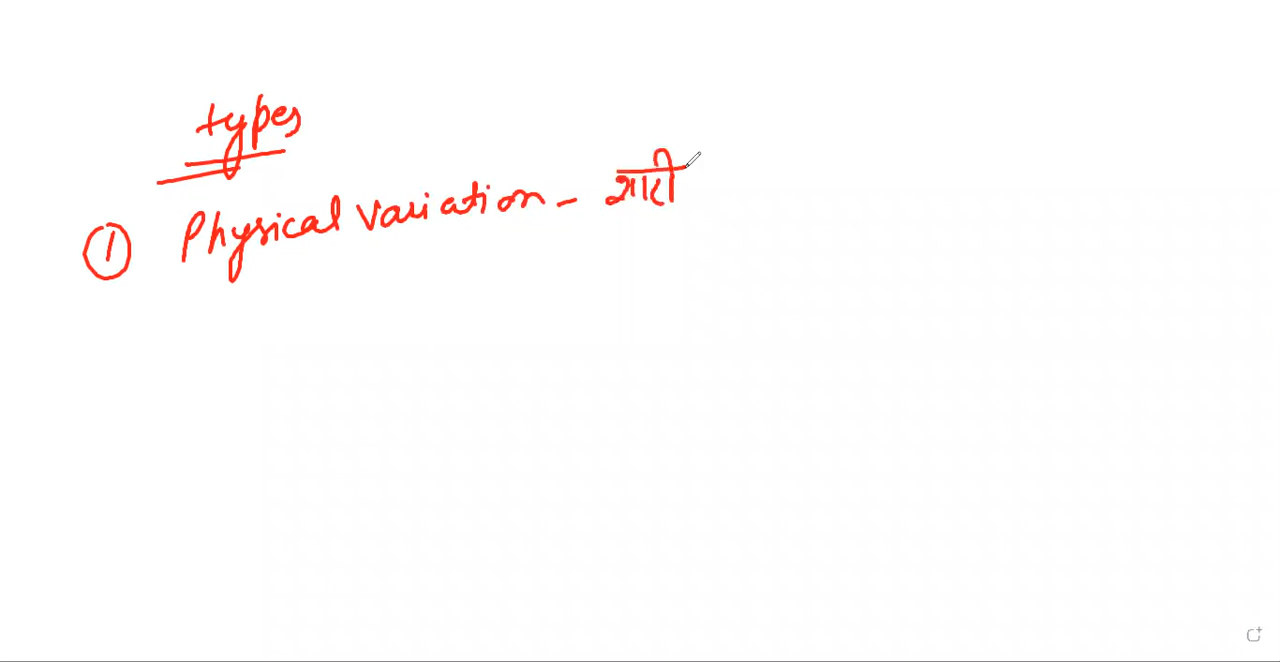 types
① Physical variation - शारी